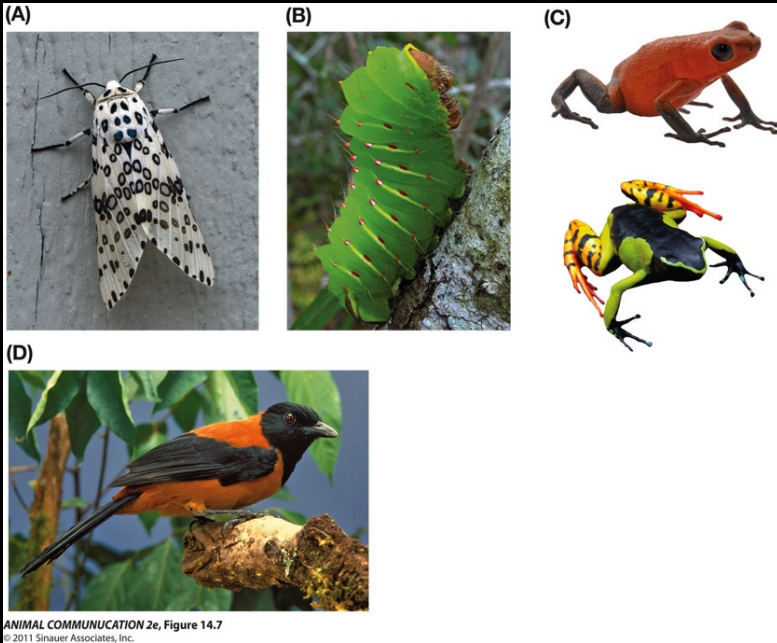 (A)
(B)
(C)
(D)
ANIMAL COMMUNUCATION 2e, Figure 14.7
© 2011 Sinauer Associates, Inc.